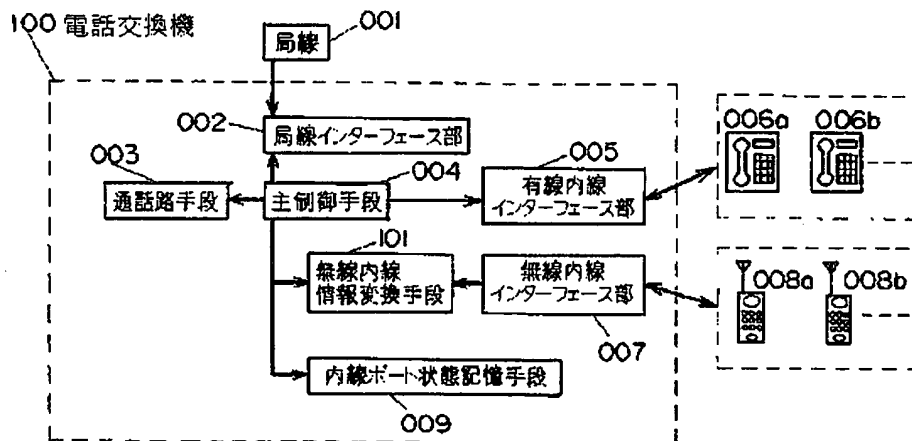 100 電話交換機
局線
001
002
局線インターフェース部
003
通話路手段
004
主制御手段
005
有線内線
インターフェース部
006a
006b
101
無線内線
情報変換手段
無線内線
インターフェース部
007
008a
008b
内線ポート状態記憶手段
009